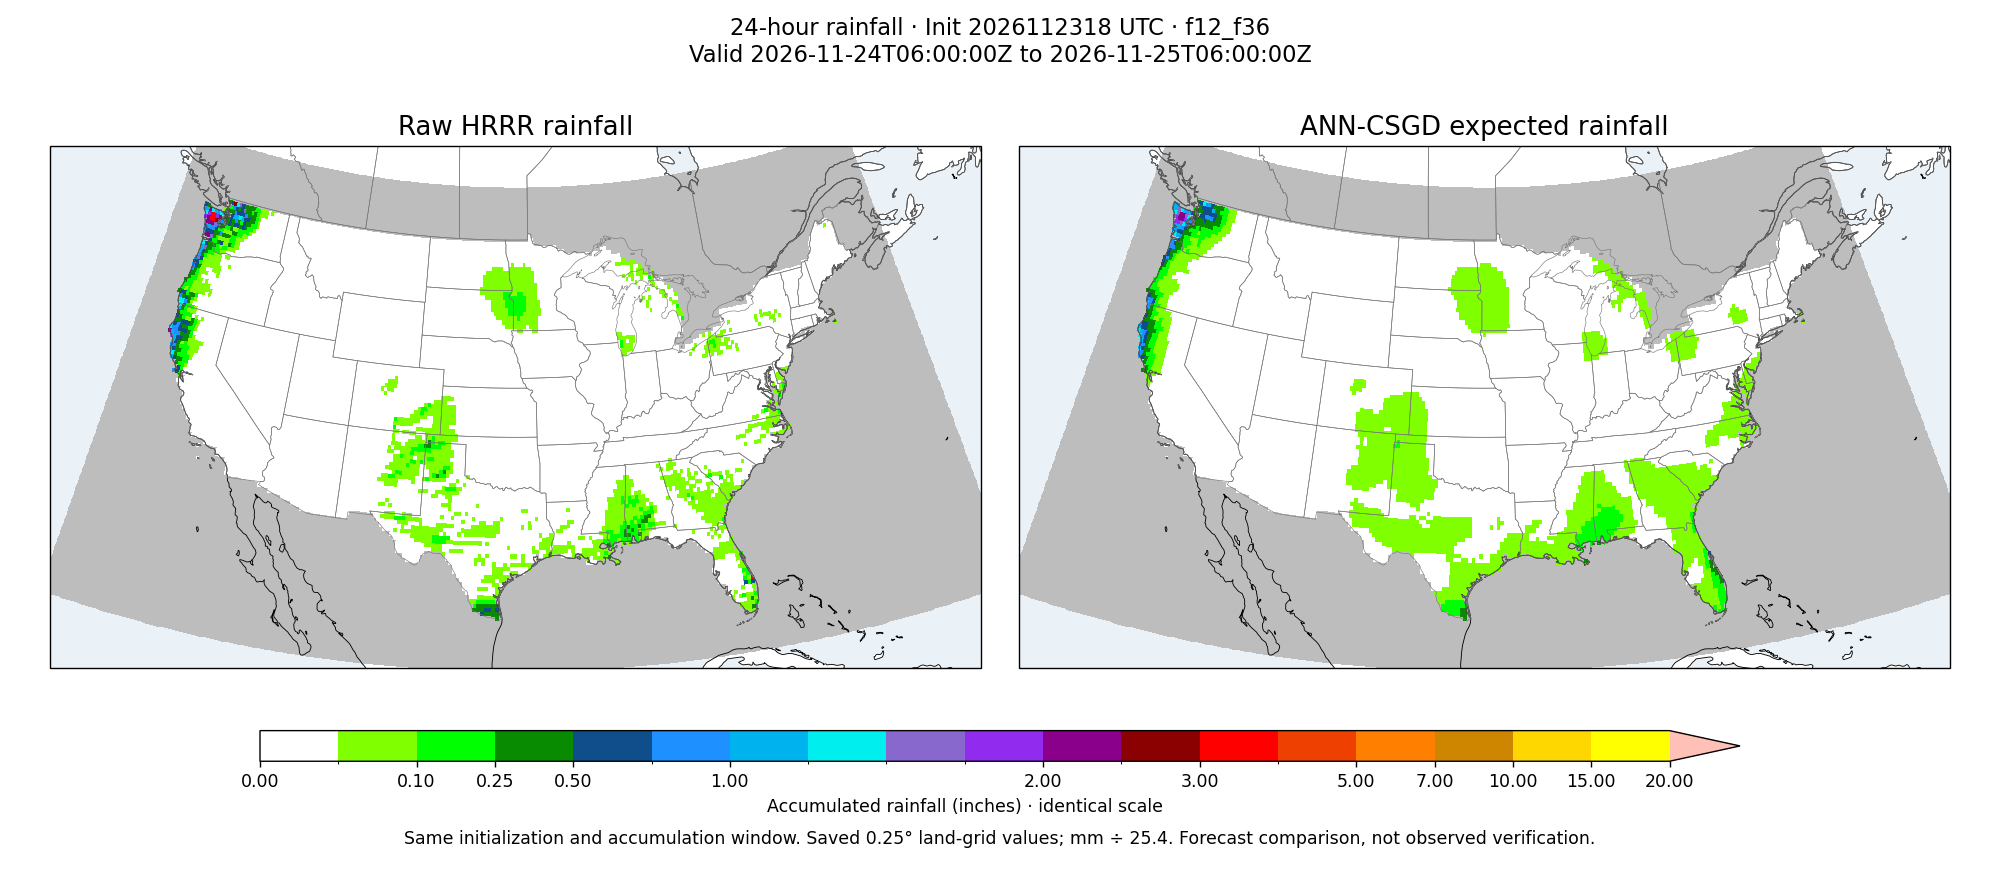 24-hour rainfall · Init 2026112318 UTC · f12_f36
Valid 2026-11-24T06:00:00Z to 2026-11-25T06:00:00Z
Raw HRRR rainfall
ANN-CSGD expected rainfall
0.00 0.10 0.25 0.50 1.00 2.00 3.00 5.00 7.00 10.00 15.00 20.00
Accumulated rainfall (inches) · identical scale
Same initialization and accumulation window. Saved 0.25° land-grid values; mm ÷ 25.4. Forecast comparison, not observed verification.